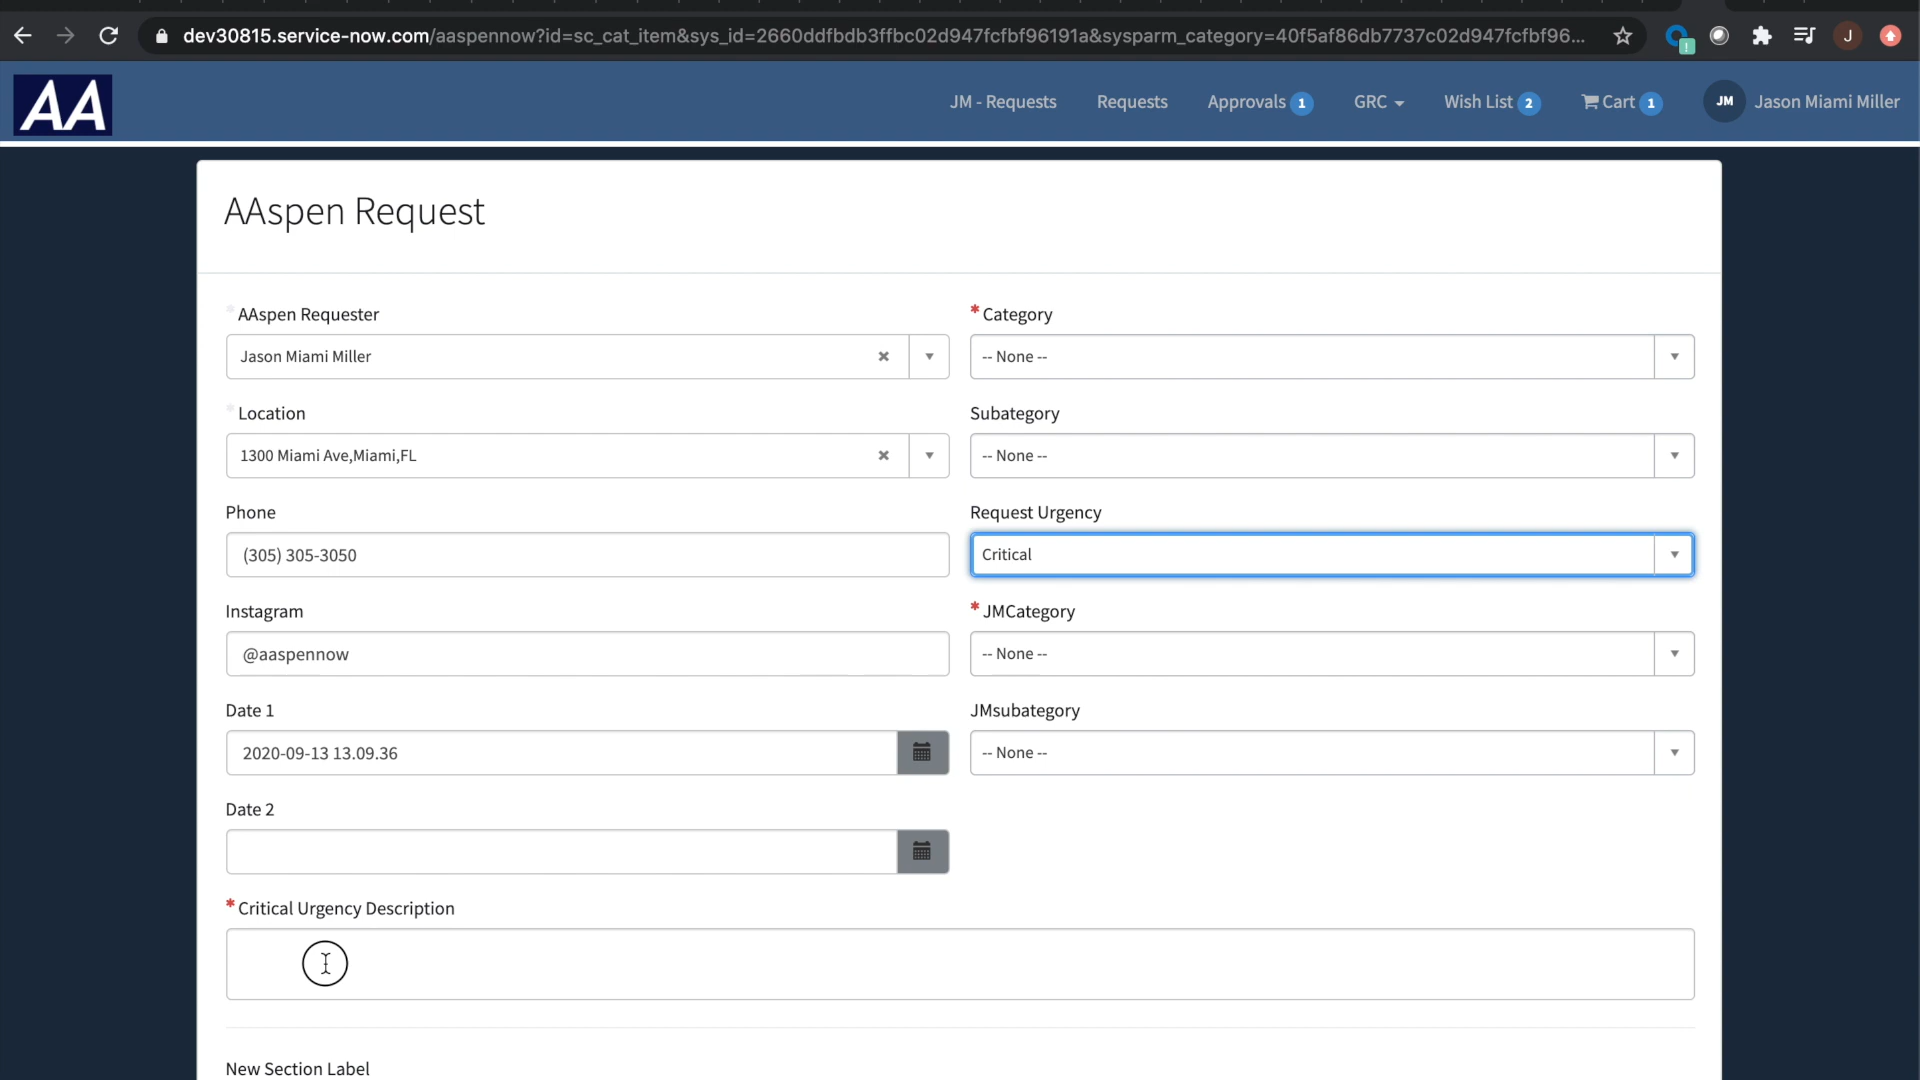 dev30815.service-now.com/aaspennow?id=sc_cat_item&sys_id=2660ddfbdb3ffbc02d947fcfbf96191a&sysparm_category=40f5af86db7737c02d947fcfbf96...
J
AA
JM - Requests
Requests
Approvals 1
GRC
Wish List 2
Cart 1
JM
Jason Miami Miller
AAspen Request
* AAspen Requester
Jason Miami Miller
* Category
-- None --
* Location
1300 Miami Ave,Miami,FL
Subategory
-- None --
Phone
(305) 305-3050
Request Urgency
Critical
Instagram
@aaspennow
* JMCategory
-- None --
Date 1
2020-09-13 13.09.36
JMsubategory
-- None --
Date 2
* Critical Urgency Description
New Section Label